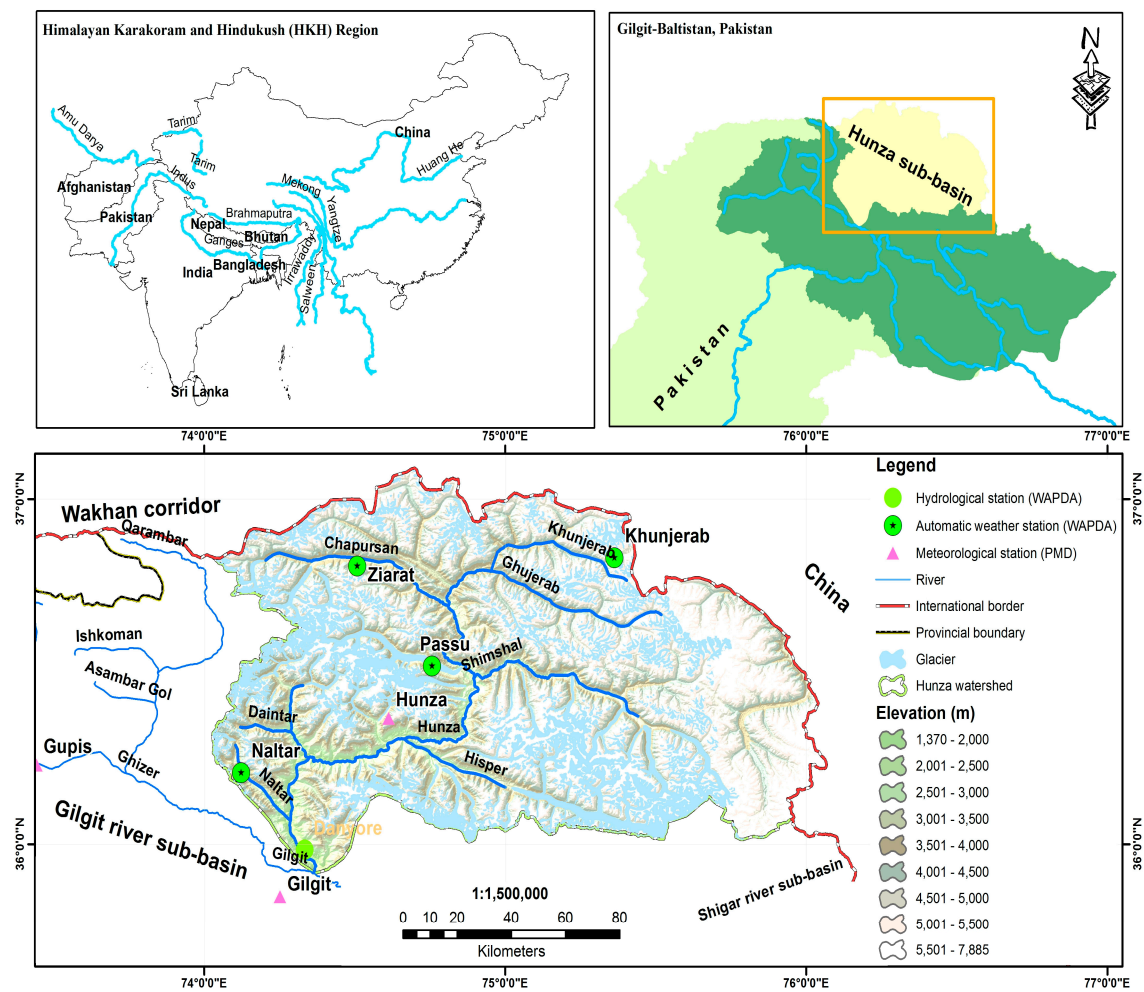 Himalayan Karakoram and Hindukush (HKH) Region
Amu Darya
Tarim
Tarim
China
Huang He
Afghanistan
Indus
Mekong
Pakistan
Brahmaputra
Yangtze
Nepal
Bhutan
Ganges
Bangladesh
India
Irrawaddy
Salween
Sri Lanka
Gilgit-Baltistan, Pakistan
N
Hunza sub-basin
Pakistan
74°0'0"E
75°0'0"E
76°0'0"E
77°0'0"E
37°0'0"N
36°0'0"N
Wakhan corridor
Qarambar
Chapursan
Ziarat
Khunjerab
Khunjerab
Ghujerab
China
Ishkoman
Passu
Shimshal
Asambar Gol
Hunza
Daintar
Hunza
Gupis
Naltar
Ghizer
Naltar
Hisper
Danyore
Gilgit river sub-basin
Gilgit
Gilgit
Shigar river sub-basin
1:1,500,000
0 10 20 40 60 80
Kilometers
Legend
Hydrological station (WAPDA)
Automatic weather station (WAPDA)
Meteorological station (PMD)
River
International border
Provincial boundary
Glacier
Hunza watershed
Elevation (m)
1,370 - 2,000
2,001 - 2,500
2,501 - 3,000
3,001 - 3,500
3,501 - 4,000
4,001 - 4,500
4,501 - 5,000
5,001 - 5,500
5,501 - 7,885
37°0'0"N
36°0'0"N
74°0'0"E
75°0'0"E
76°0'0"E
77°0'0"E